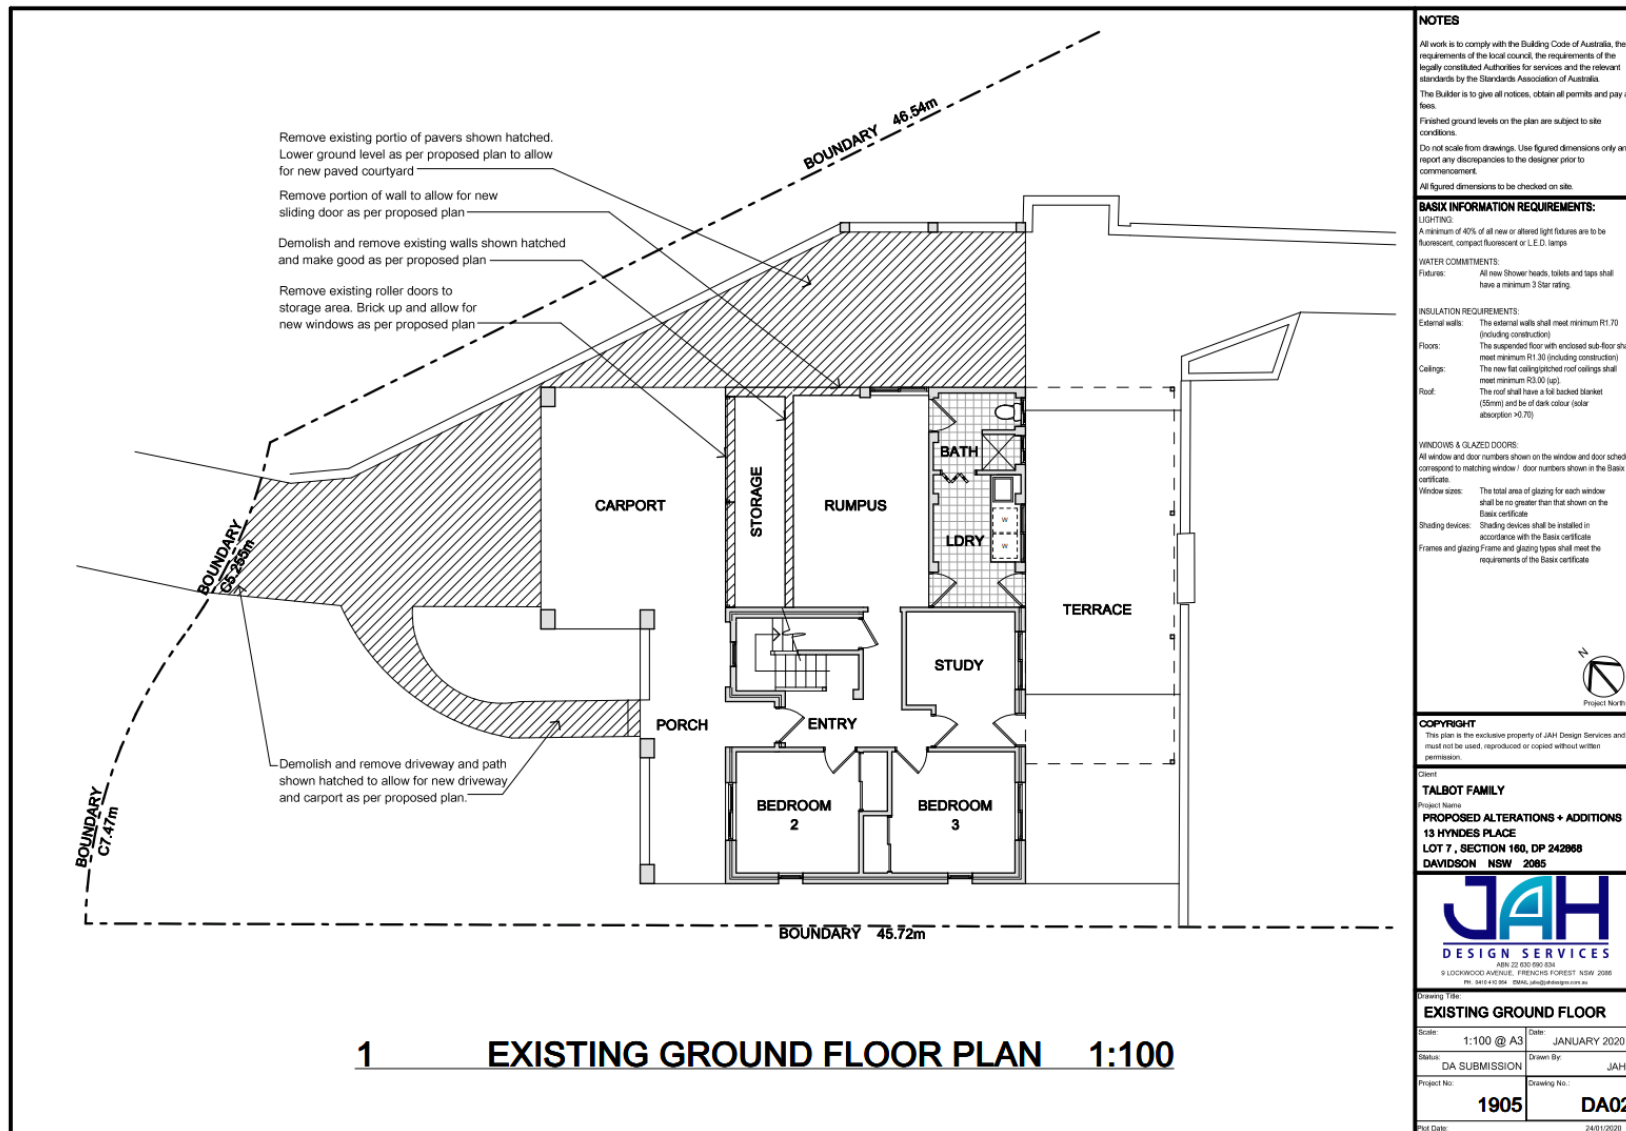 Remove existing portio of pavers shown hatched.
Lower ground level as per proposed plan to allow
for new paved courtyard
Remove portion of wall to allow for new
sliding door as per proposed plan
Demolish and remove existing walls shown hatched
and make good as per proposed plan
Remove existing roller doors to
storage area. Brick up and allow for
new windows as per proposed plan
BOUNDARY 46.54m
BOUNDARY
C5.255m
BOUNDARY
C7.47m
BOUNDARY 45.72m
CARPORT
STORAGE
RUMPUS
BATH
LDRY
W
W
TERRACE
STUDY
PORCH
ENTRY
BEDROOM
2
BEDROOM
3
Demolish and remove driveway and path
shown hatched to allow for new driveway
and carport as per proposed plan.
1 EXISTING GROUND FLOOR PLAN 1:100
NOTES
All work is to comply with the Building Code of Australia, the
requirements of the local council, the requirements of the
legally constituted Authorities for services and the relevant
standards by the Standards Association of Australia.
The Builder is to give all notices, obtain all permits and pay a
fees.
Finished ground levels on the plan are subject to site
conditions.
Do not scale from drawings. Use figured dimensions only an
report any discrepancies to the designer prior to
commencement.
All figured dimensions to be checked on site.
BASIX INFORMATION REQUIREMENTS:
LIGHTING:
A minimum of 40% of all new or altered light fixtures are to be
fluorescent, compact fluorescent or L.E.D. lamps
WATER COMMITMENTS:
Fixtures: All new Shower heads, toilets and taps shall
have a minimum 3 Star rating.
INSULATION REQUIREMENTS:
External walls: The external walls shall meet minimum R1.70
(including construction)
Floors: The suspended floor with enclosed sub-floor sha
meet minimum R1.30 (including construction)
Ceilings: The new flat ceiling/pitched roof ceilings shall
meet minimum R3.00 (up).
Roof: The roof shall have a foil backed blanket
(55mm) and be of dark colour (solar
absorption >0.70)
WINDOWS & GLAZED DOORS:
All window and door numbers shown on the window and door sched
correspond to matching window / door numbers shown in the Basix
certificate.
Window sizes: The total area of glazing for each window
shall be no greater than that shown on the
Basix certificate
Shading devices: Shading devices shall be installed in
accordance with the Basix certificate
Frames and glazing: Frame and glazing types shall meet the
requirements of the Basix certificate
N
Project North
COPYRIGHT
This plan is the exclusive property of JAH Design Services and
must not be used, reproduced or copied without written
permission.
Client
TALBOT FAMILY
Project Name
PROPOSED ALTERATIONS + ADDITIONS
13 HYNDES PLACE
LOT 7 , SECTION 160, DP 242868
DAVIDSON NSW 2085
JAH
DESIGN SERVICES
ABN 22 630 690 834
9 LOCKWOOD AVENUE, FRENCHS FOREST NSW 2086
Drawing Title:
EXISTING GROUND FLOOR
Scale: 1:100 @ A3 Date: JANUARY 2020
Status: DA SUBMISSION Drawn By: JAH
Project No: 1905 Drawing No.: DA02
Plot Date: 24/01/2020